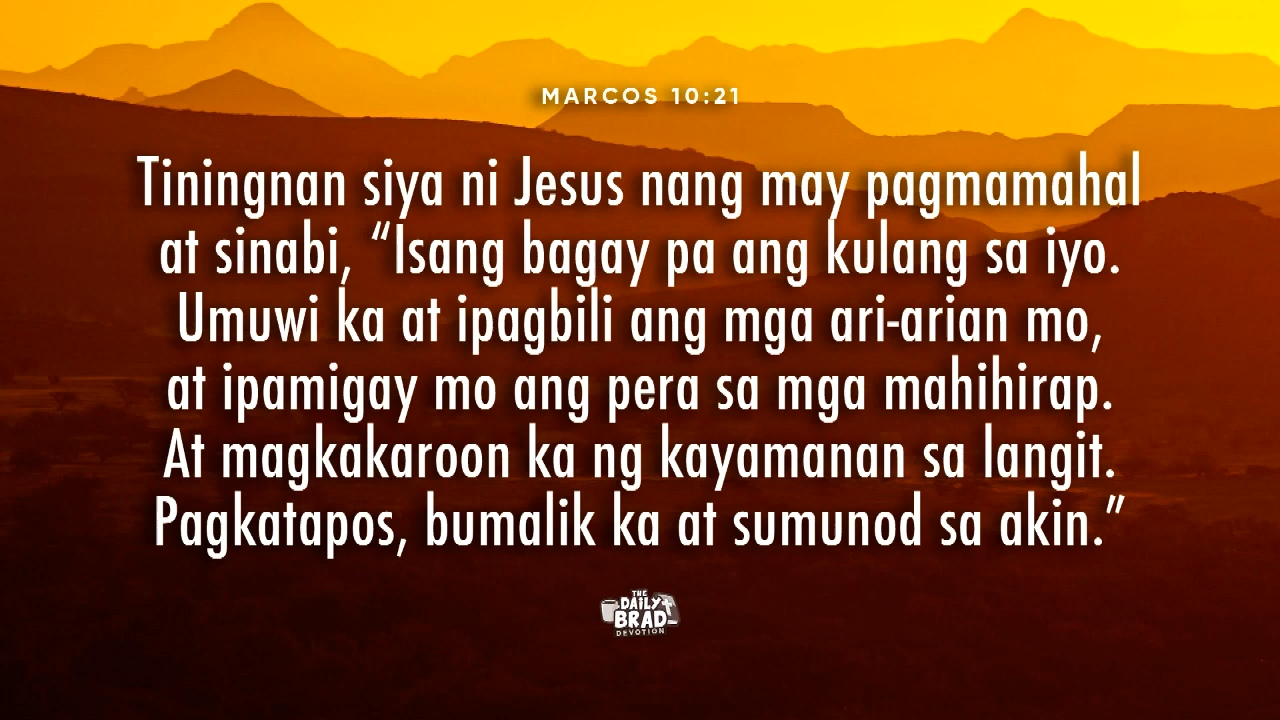 MARCOS 10:21
Tiningnan siya ni Jesus nang may pagmamahal
at sinabi, “Isang bagay pa ang kulang sa iyo.
Umuwi ka at ipagbili ang mga ari-arian mo,
at ipamigay mo ang pera sa mga mahihirap.
At magkakaroon ka ng kayamanan sa langit.
Pagkatapos, bumalik ka at sumunod sa akin.”
THE
DAILY
BRAD
DEVOTION